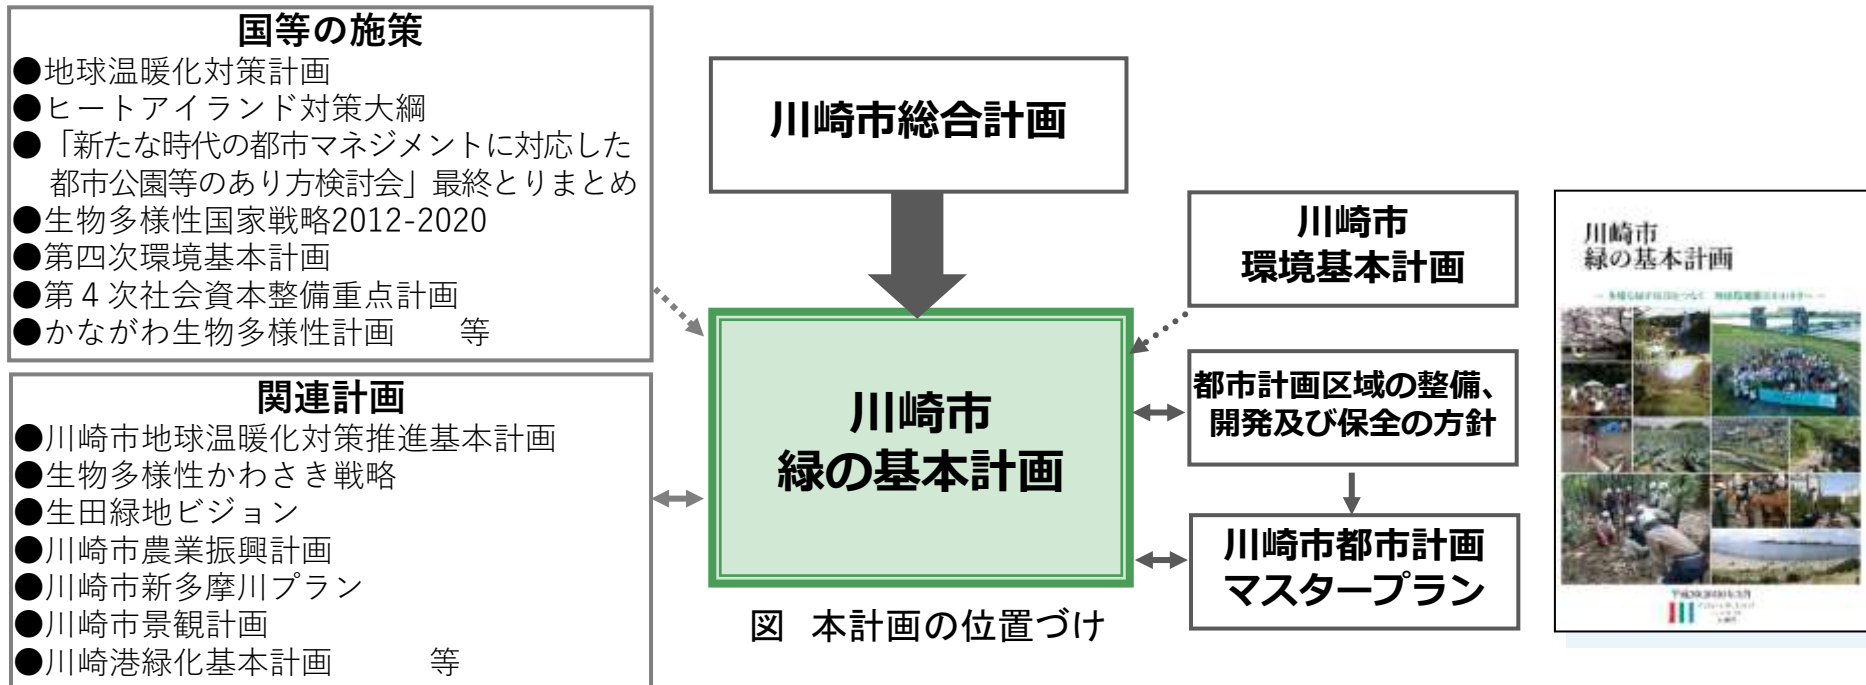 国等の施策
●地球温暖化対策計画
●ヒートアイランド対策大綱
●「新たな時代の都市マネジメントに対応した
都市公園等のあり方検討会」最終とりまとめ
●生物多様性国家戦略2012-2020
●第四次環境基本計画
●第４次社会資本整備重点計画
●かながわ生物多様性計画　　等
関連計画
●川崎市地球温暖化対策推進基本計画
●生物多様性かわさき戦略
●生田緑地ビジョン
●川崎市農業振興計画
●川崎市新多摩川プラン
●川崎市景観計画
●川崎港緑化基本計画　　　等
川崎市総合計画
川崎市
緑の基本計画
図　本計画の位置づけ
川崎市
環境基本計画
都市計画区域の整備、
開発及び保全の方針
川崎市都市計画
マスタープラン
川崎市
緑の基本計画